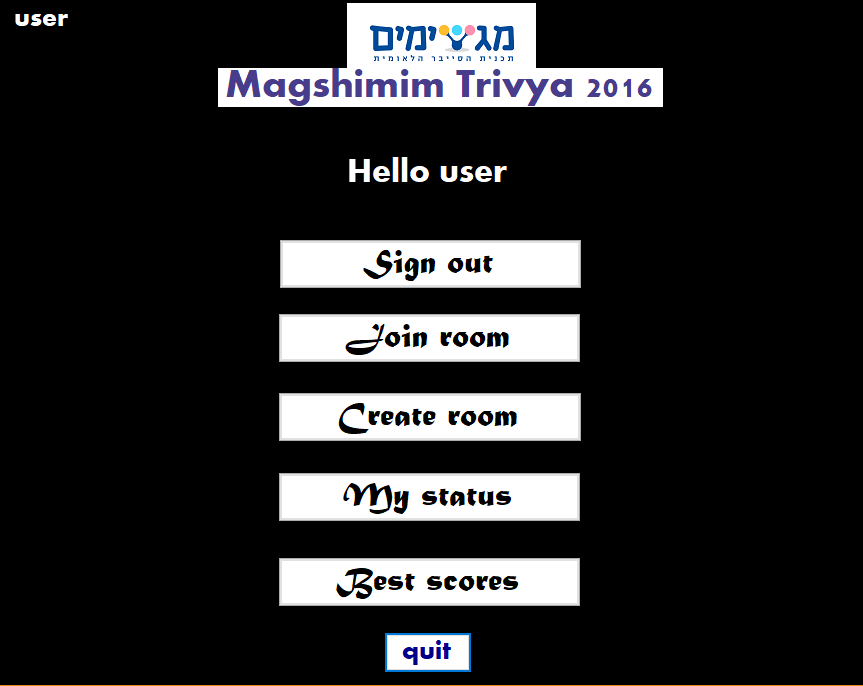 user
מגשימים
תכנית הסייבר הלאומית
Magshimim Trivya 2016
Hello user
Sign out
Join room
Create room
My status
Best scores
quit